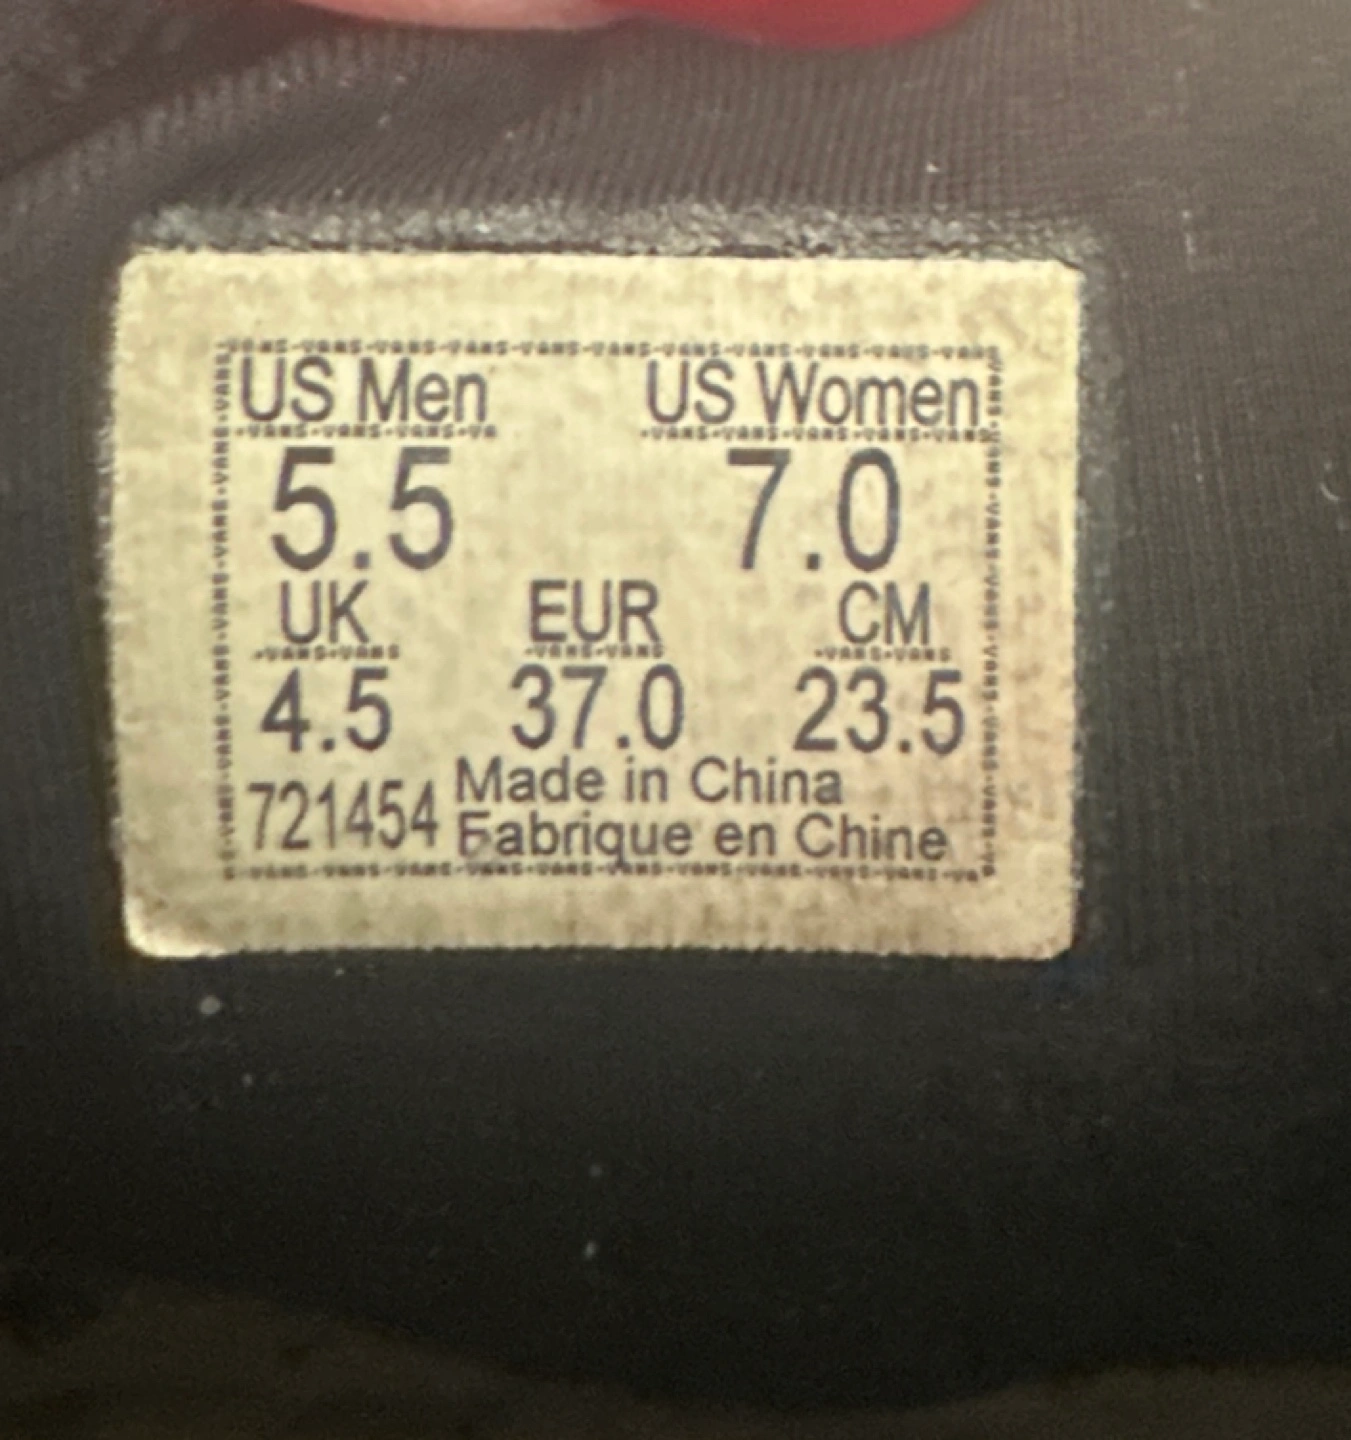 US Men US Women
5.5 7.0
UK EUR CM
4.5 37.0 23.5
721454 Made in China
Fabrique en Chine